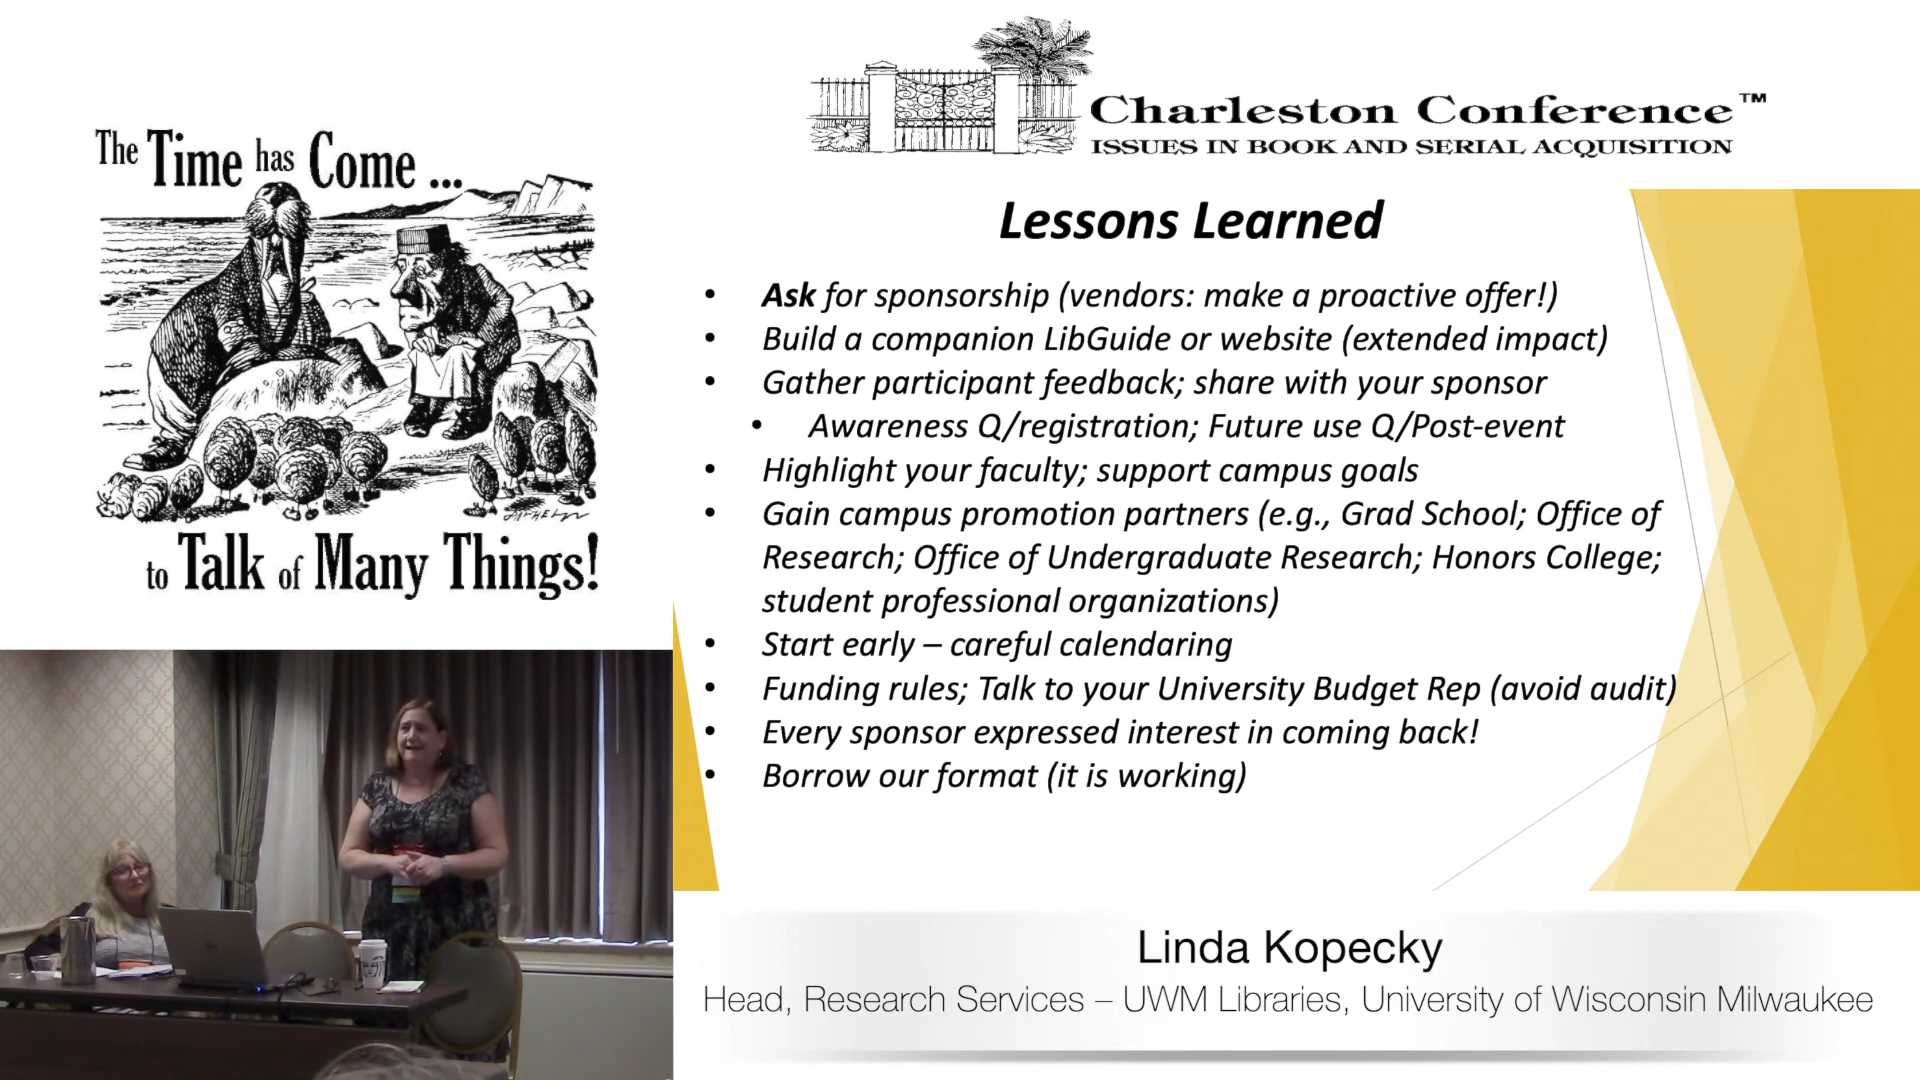 The Time has Come ...
to Talk of Many Things!
Charleston Conference™
ISSUES IN BOOK AND SERIAL ACQUISITION
Lessons Learned
• Ask for sponsorship (vendors: make a proactive offer!)
• Build a companion LibGuide or website (extended impact)
• Gather participant feedback; share with your sponsor
• Awareness Q/registration; Future use Q/Post-event
• Highlight your faculty; support campus goals
• Gain campus promotion partners (e.g., Grad School; Office of
Research; Office of Undergraduate Research; Honors College;
student professional organizations)
• Start early – careful calendaring
• Funding rules; Talk to your University Budget Rep (avoid audit)
• Every sponsor expressed interest in coming back!
• Borrow our format (it is working)
Linda Kopecky
Head, Research Services – UWM Libraries, University of Wisconsin Milwaukee